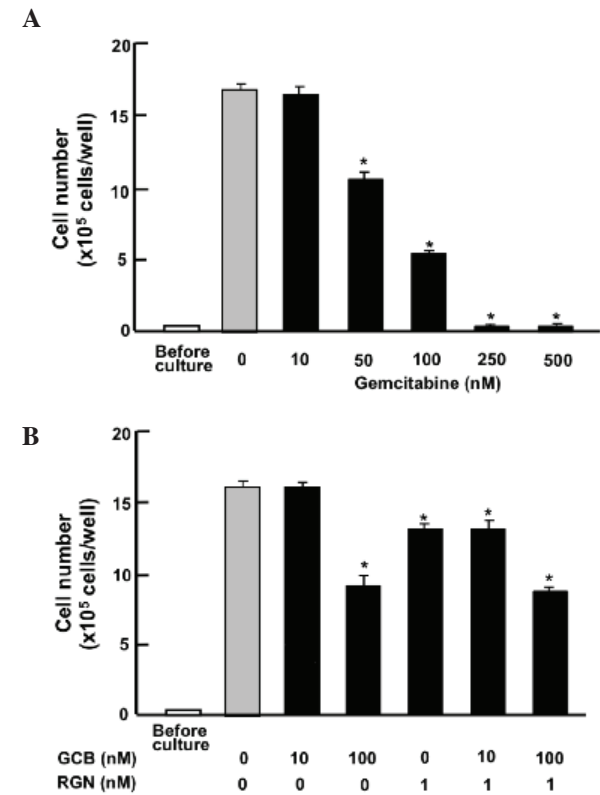 A
20
15
10
5
0
Cell number
(x10⁵ cells/well)
*
*
*
*
Before
culture
0 10 50 100 250 500
Gemcitabine (nM)
B
20
15
10
5
0
Cell number
(x10⁵ cells/well)
*
*
*
*
Before
culture
GCB (nM) 0 10 100 0 10 100
RGN (nM) 0 0 0 1 1 1